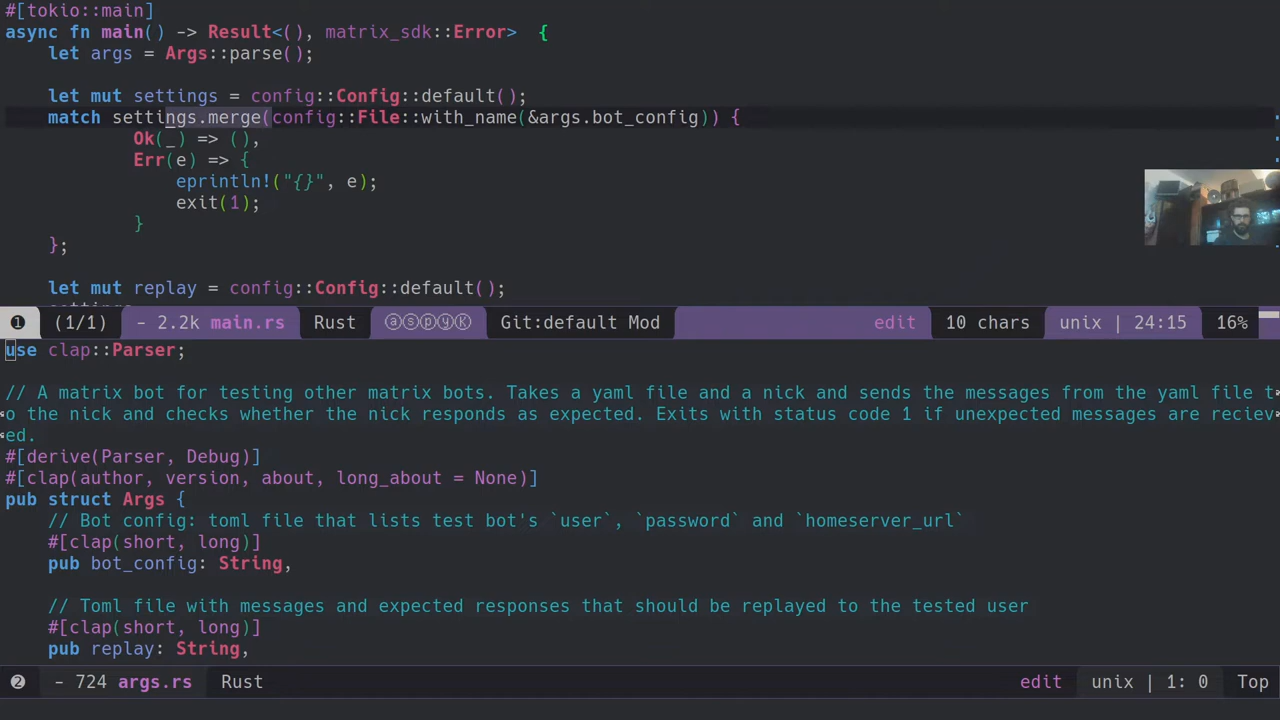 #[tokio::main]
async fn main() -> Result<(), matrix_sdk::Error>  {
    let args = Args::parse();

    let mut settings = config::Config::default();
    match settings.merge(config::File::with_name(&args.bot_config)) {
            Ok(_) => (),
            Err(e) => {
                eprintln!("{}", e);
                exit(1);
            }
    };

    let mut replay = config::Config::default();
❶ (1/1) - 2.2k main.rs Rust ⓐⓢⓟⓨⓀ Git:default Mod edit 10 chars unix | 24:15 16%
use clap::Parser;

// A matrix bot for testing other matrix bots. Takes a yaml file and a nick and sends the messages from the yaml file t
o the nick and checks whether the nick responds as expected. Exits with status code 1 if unexpected messages are reciev
ed.
#[derive(Parser, Debug)]
#[clap(author, version, about, long_about = None)]
pub struct Args {
    // Bot config: toml file that lists test bot's `user`, `password` and `homeserver_url`
    #[clap(short, long)]
    pub bot_config: String,

    // Toml file with messages and expected responses that should be replayed to the tested user
    #[clap(short, long)]
    pub replay: String,
❷ - 724 args.rs Rust edit unix | 1: 0 Top